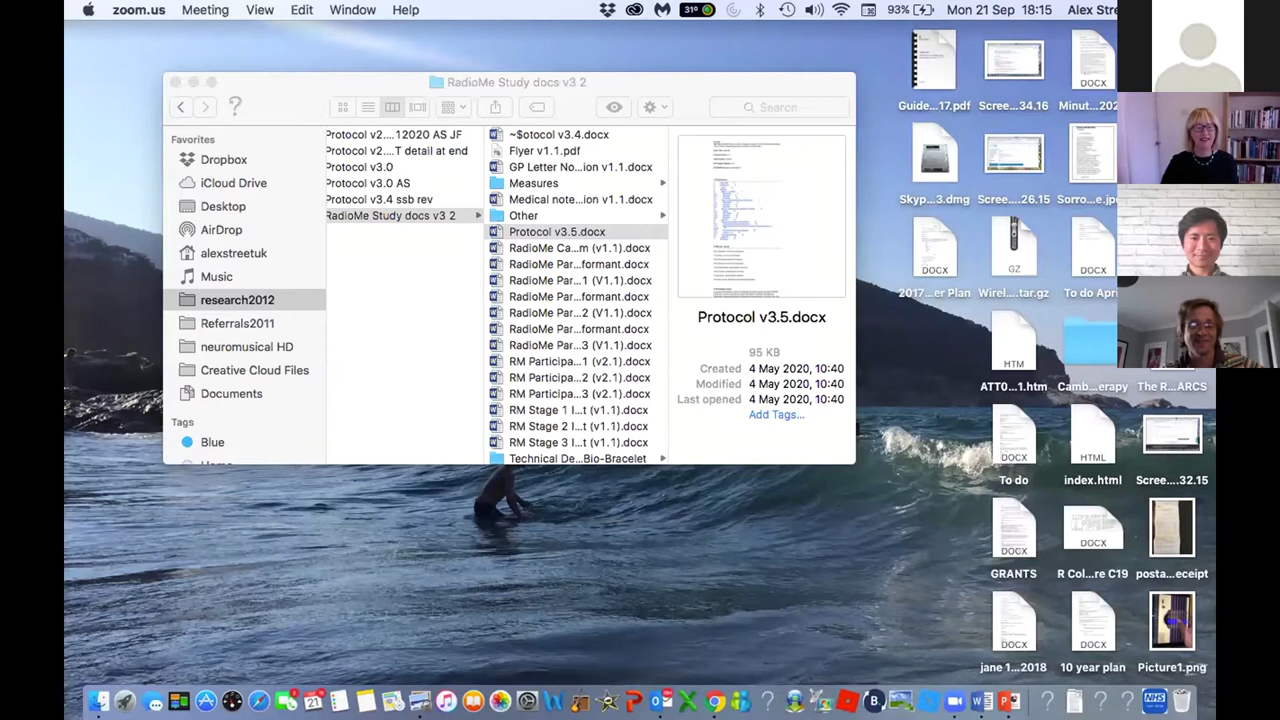 zoom.us Meeting View Edit Window Help
31° 93% Mon 21 Sep 18:15 Alex Stre
RadioMe Study docs v3 2
Search
Favorites
Dropbox
iCloud Drive
Desktop
AirDrop
alexstreetuk
Music
research2012
Referrals2011
neuromusical HD
Creative Cloud Files
Documents
Tags
Blue
Protocol v2....12020 AS JF
Protocol v2....T detail at end
Protocol v3.0
Protocol v3.0 AS
Protocol v3.4 ssb rev
RadioMe Study docs v3 2
~$otocol v3.4.docx
Flyer v1.1.pdf
GP Letter No...ion v1.1.docx
Measures
Medical note...on v1.1.docx
Other
Protocol v3.5.docx
RadioMe Ca...m (v1.1).docx
RadioMe Par...formant.docx
RadioMe Par...1 (V1.1).docx
RadioMe Par...formant.docx
RadioMe Par...2 (V1.1).docx
RadioMe Par...formant.docx
RadioMe Par...3 (V1.1).docx
RM Participa...1 (v2.1).docx
RM Participa...2 (v2.1).docx
RM Participa...3 (v2.1).docx
RM Stage 1 I...t (v1.1).docx
RM Stage 2 I...t (v1.1).docx
RM Stage 3 I...t (v1.1).docx
Technical De...Bio-Bracelet
Protocol v3.5.docx
95 KB
Created 4 May 2020, 10:40
Modified 4 May 2020, 10:40
Last opened 4 May 2020, 10:40
Add Tags...
DOCX
Guide...17.pdf Scree...34.16 Minut...202
Skyp...3.dmg Scree...26.15 Sorro...e.jp
DOCX GZ DOCX
2017...er Plan Wirel...tar.gz To do Apri
HTM
ATT0...1.htm Camb...erapy The R...ARCS
DOCX HTML
To do index.html Scree...32.15
DOCX DOCX
GRANTS R Col...re C19 posta...eceipt
DOCX DOCX
jane 1...2018 10 year plan Picture1.png
21
NHS